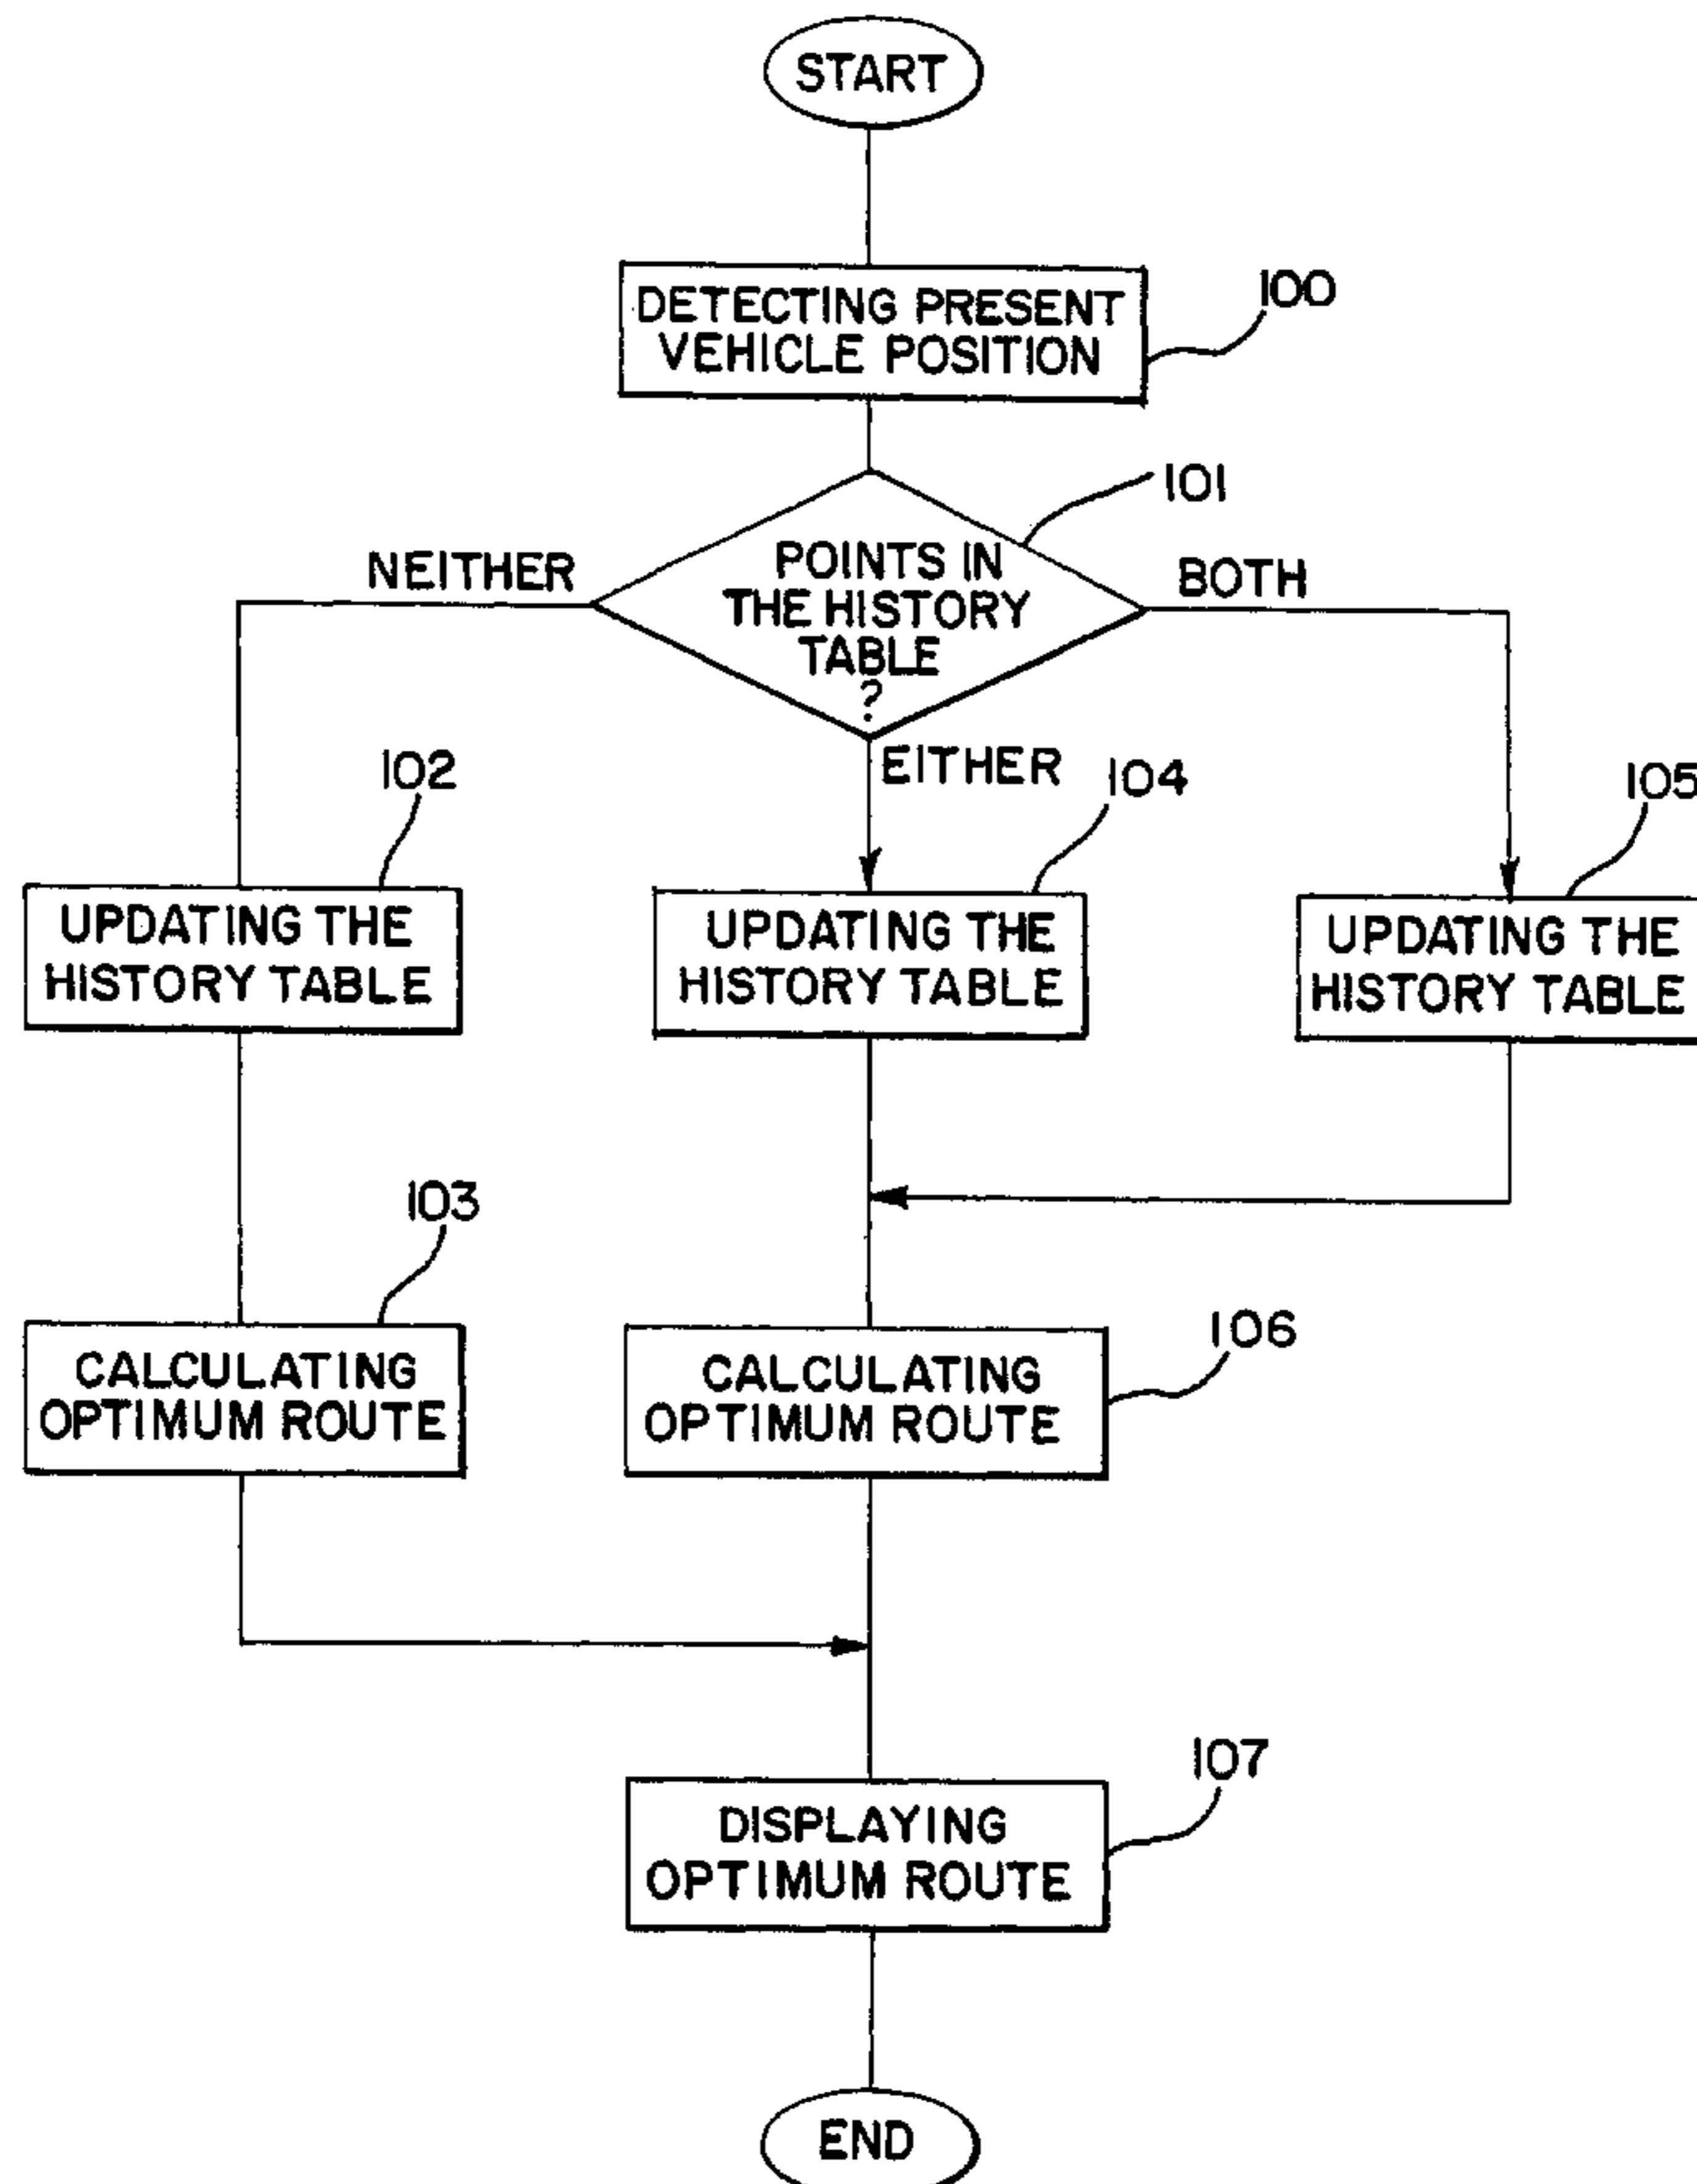 START
DETECTING PRESENT
VEHICLE POSITION
100
101
POINTS IN
THE HISTORY
TABLE
?
NEITHER
BOTH
EITHER
102
104
105
UPDATING THE
HISTORY TABLE
UPDATING THE
HISTORY TABLE
UPDATING THE
HISTORY TABLE
103
106
CALCULATING
OPTIMUM ROUTE
CALCULATING
OPTIMUM ROUTE
107
DISPLAYING
OPTIMUM ROUTE
END